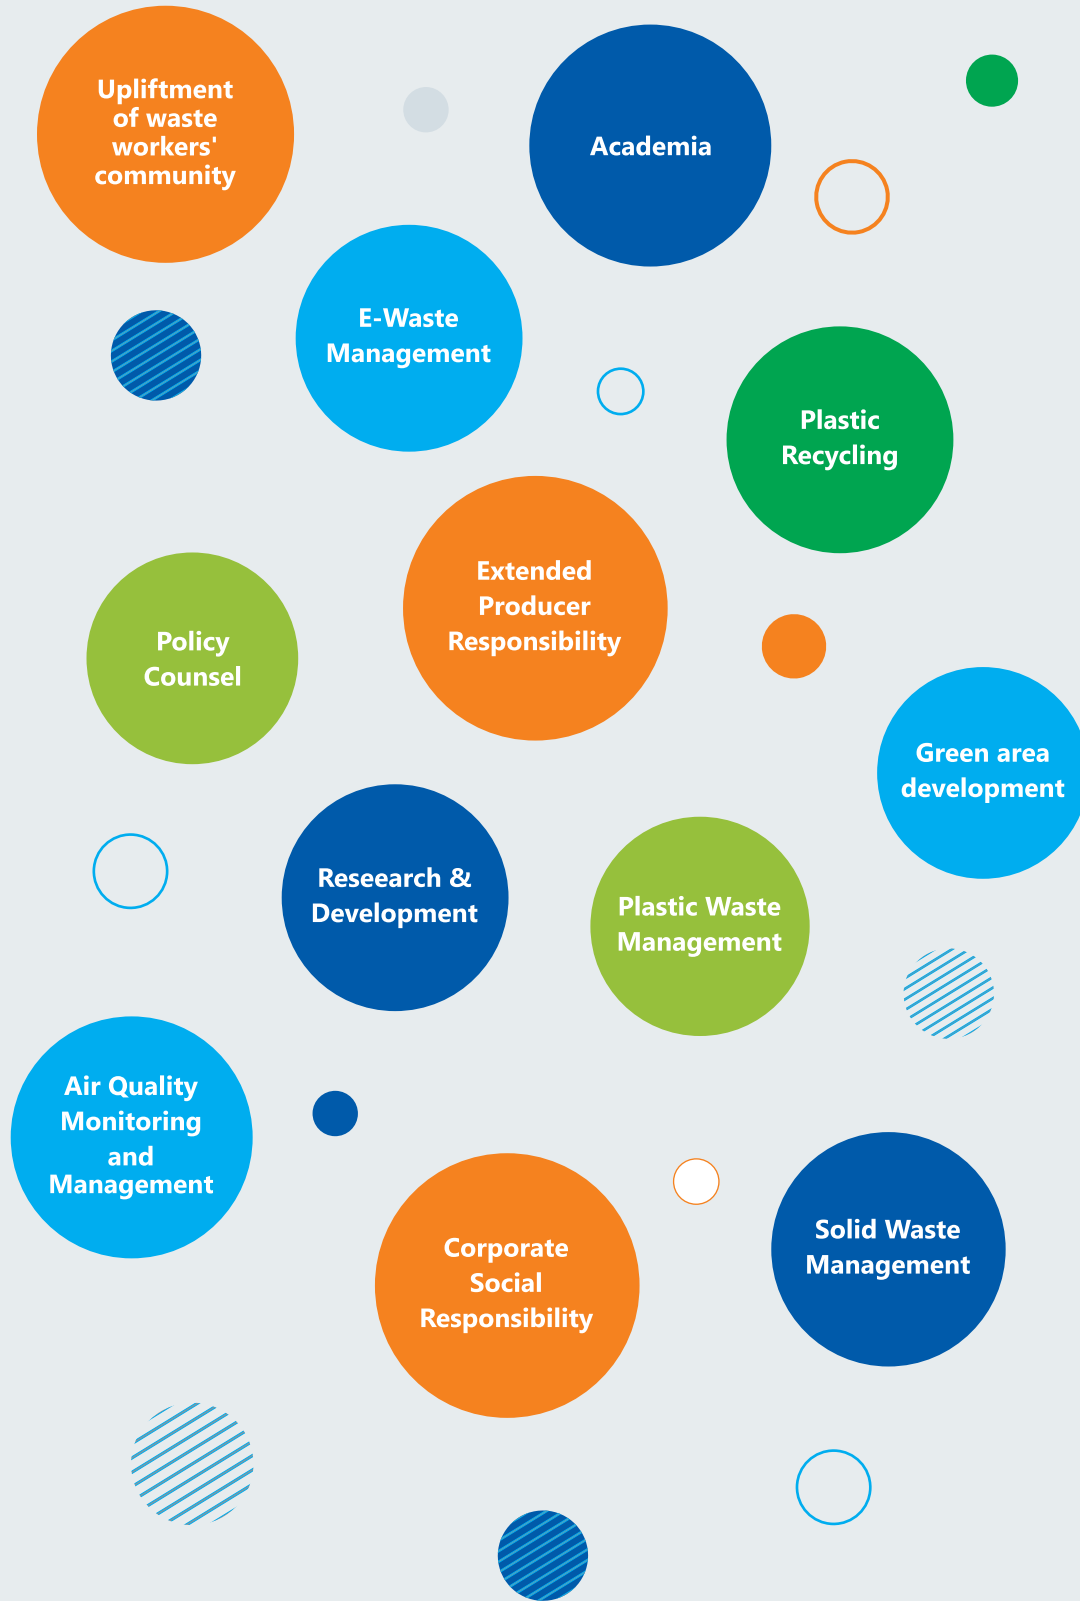 Upliftment
of waste
workers'
community
Academia
E-Waste
Management
Plastic
Recycling
Extended
Producer
Responsibility
Policy
Counsel
Green area
development
Reseearch &
Development
Plastic Waste
Management
Air Quality
Monitoring
and
Management
Corporate
Social
Responsibility
Solid Waste
Management